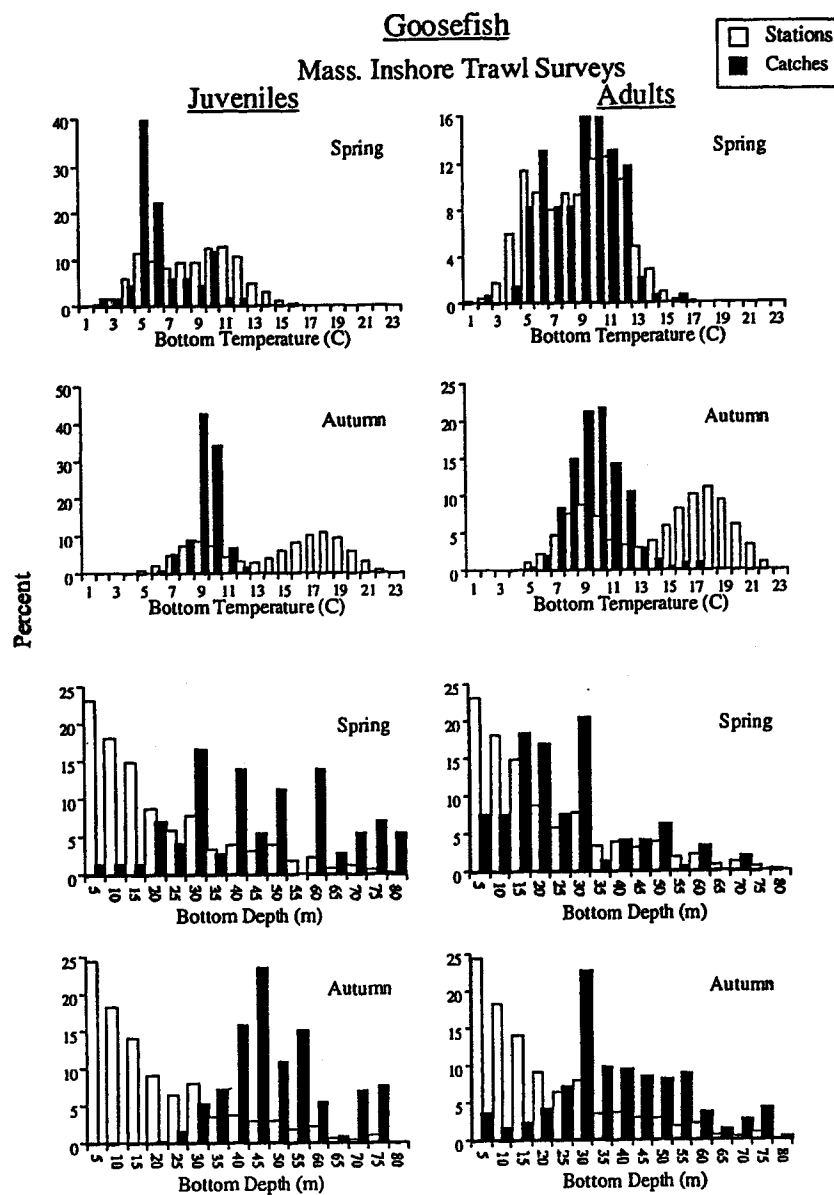 Goosefish
Mass. Inshore Trawl Surveys
Stations
Catches
Juveniles
Adults
40
30
20
10
0
Spring
1 3 5 7 9 11 13 15 17 19 21 23
Bottom Temperature (C)
16
12
8
4
Spring
1 3 5 7 9 11 13 15 17 19 21 23
Bottom Temperature (C)
Percent
50
40
30
20
10
0
Autumn
1 3 5 7 9 11 13 15 17 19 21 23
Bottom Temperature (C)
25
20
15
10
5
0
Autumn
1 3 5 7 9 11 13 15 17 19 21 23
Bottom Temperature (C)
25
20
15
10
5
0
Spring
5 10 15 20 25 30 35 40 45 50 55 60 65 70 75 80
Bottom Depth (m)
25
20
15
10
5
0
Spring
5 10 15 20 25 30 35 40 45 50 55 60 65 70 75 80
Bottom Depth (m)
25
20
15
10
5
0
Autumn
5 10 15 20 25 30 35 40 45 50 55 60 65 70 75 80
Bottom Depth (m)
25
20
15
10
5
0
Autumn
5 10 15 20 25 30 35 40 45 50 55 60 65 70 75 80
Bottom Depth (m)